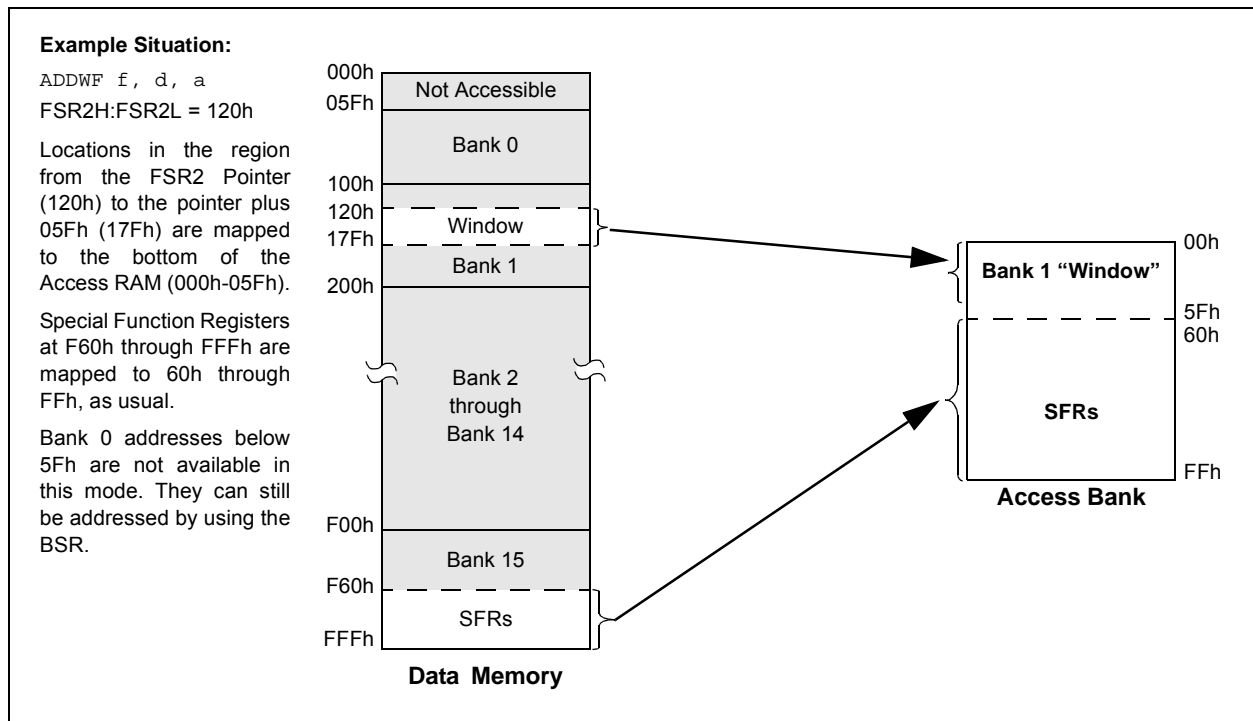 Example Situation:
ADDWF f, d, a
FSR2H:FSR2L = 120h
Locations in the region
from the FSR2 Pointer
(120h) to the pointer plus
05Fh (17Fh) are mapped
to the bottom of the
Access RAM (000h-05Fh).
Special Function Registers
at F60h through FFFh are
mapped to 60h through
FFh, as usual.
Bank 0 addresses below
5Fh are not available in
this mode. They can still
be addressed by using the
BSR.
000h
Not Accessible
05Fh
Bank 0
100h
120h
Window
17Fh
Bank 1
200h
Bank 2
through
Bank 14
F00h
Bank 15
F60h
SFRs
FFFh
Data Memory
00h
Bank 1 “Window”
5Fh
60h
SFRs
FFh
Access Bank